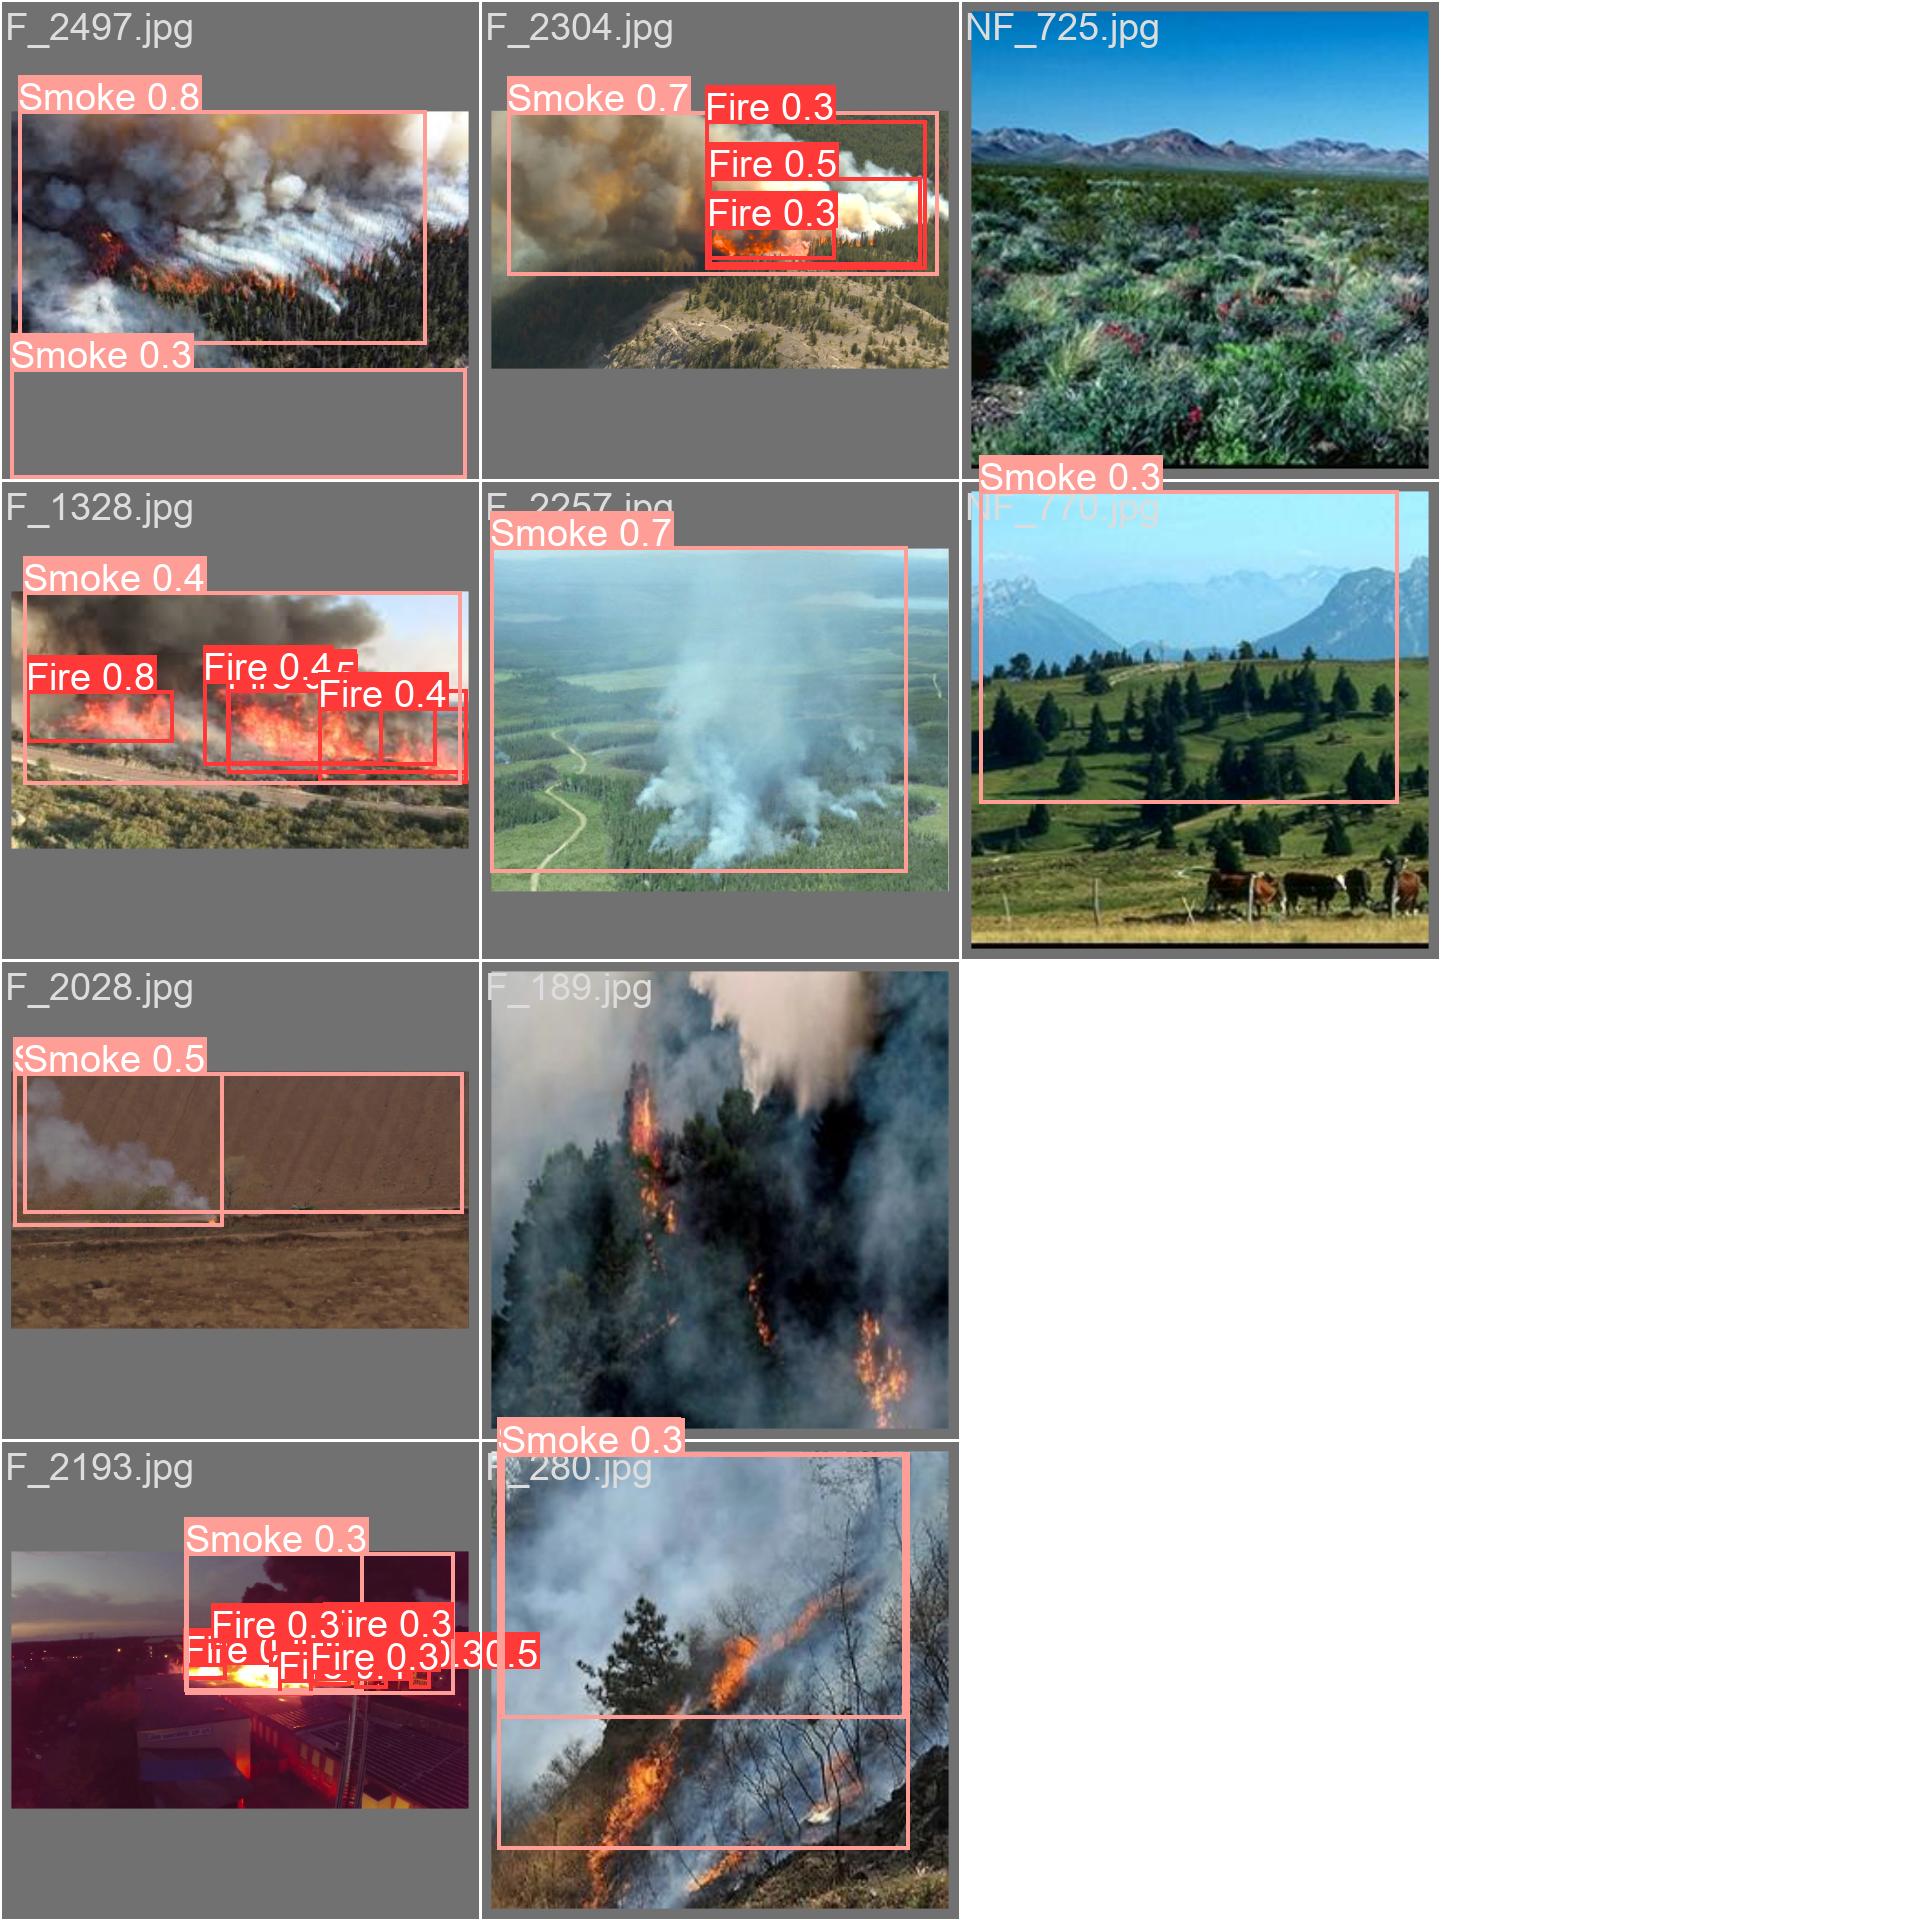 F_2497.jpg
Smoke 0.8
Smoke 0.3
F_2304.jpg
Smoke 0.7
Fire 0.3
Fire 0.5
Fire 0.3
NF_725.jpg
F_1328.jpg
Smoke 0.4
Fire 0.8
Fire 0.4
Fire 0.4
F_2257.jpg
Smoke 0.7
Smoke 0.3
NF_770.jpg
F_2028.jpg
Smoke 0.5
F_189.jpg
F_2193.jpg
Smoke 0.3
Fire 0.3
ire 0.3
Fire 0.3
0.5
Smoke 0.3
F_280.jpg